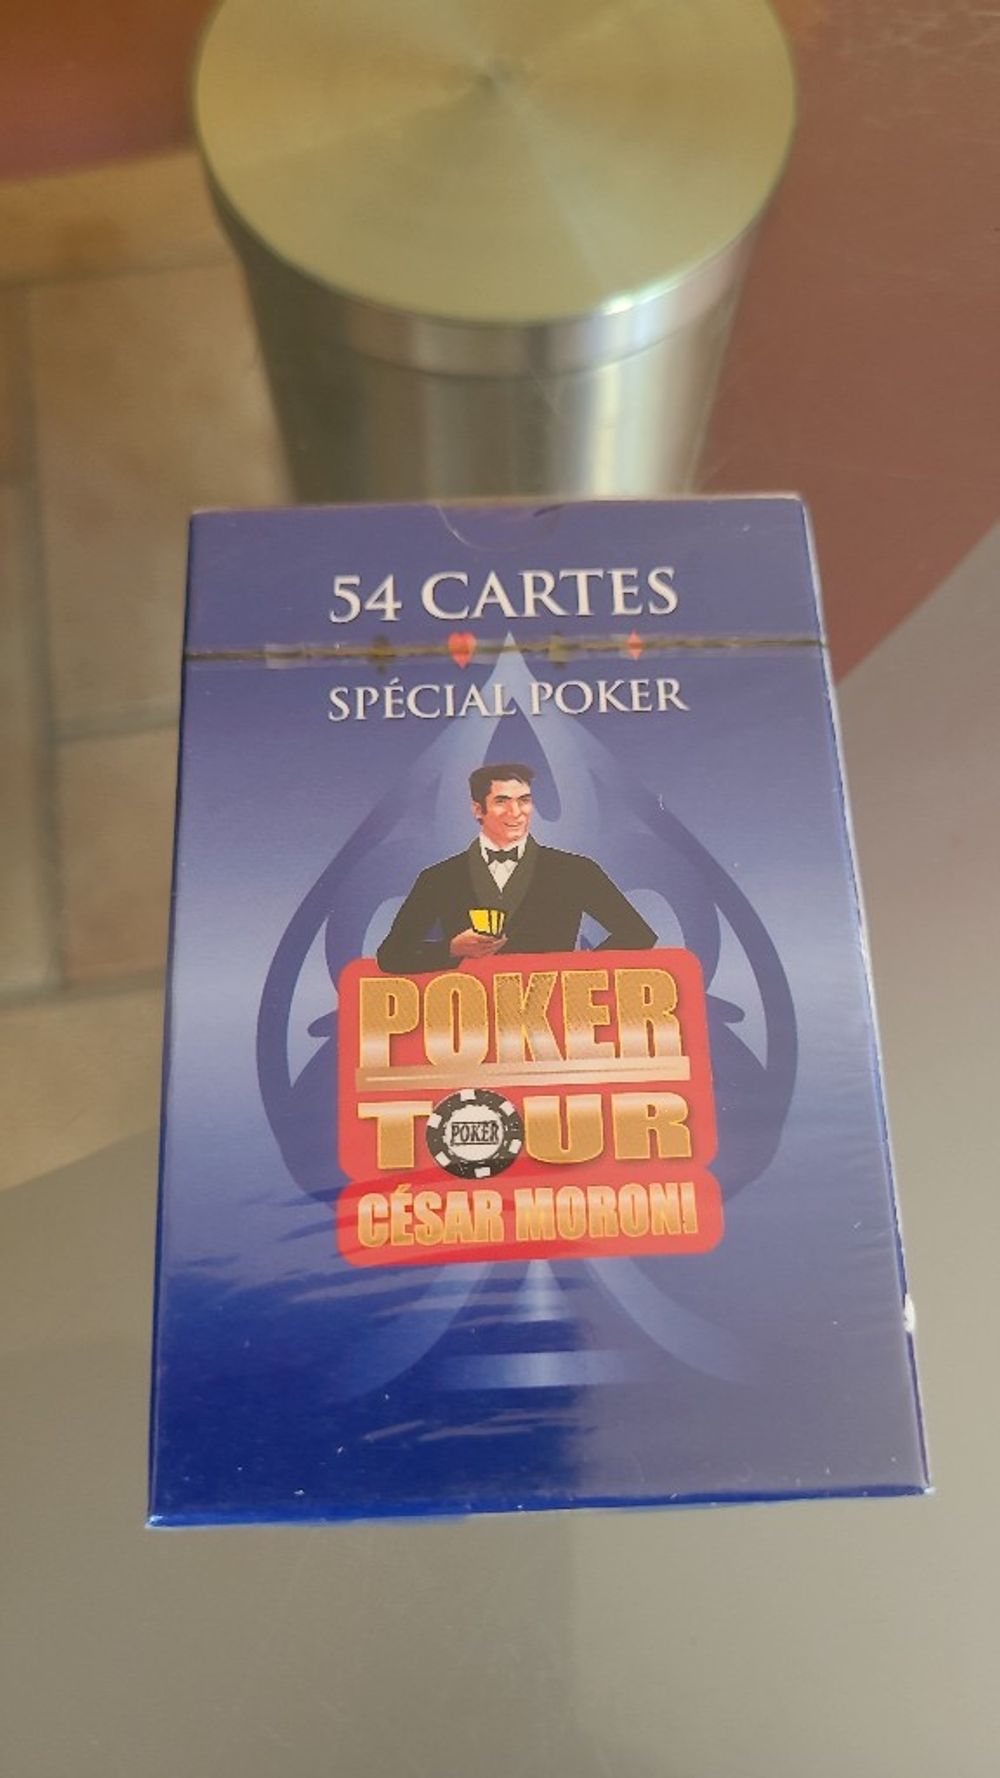 54 CARTES
SPÉCIAL POKER
POKER
TOUR
POKER
CÉSAR MORONI